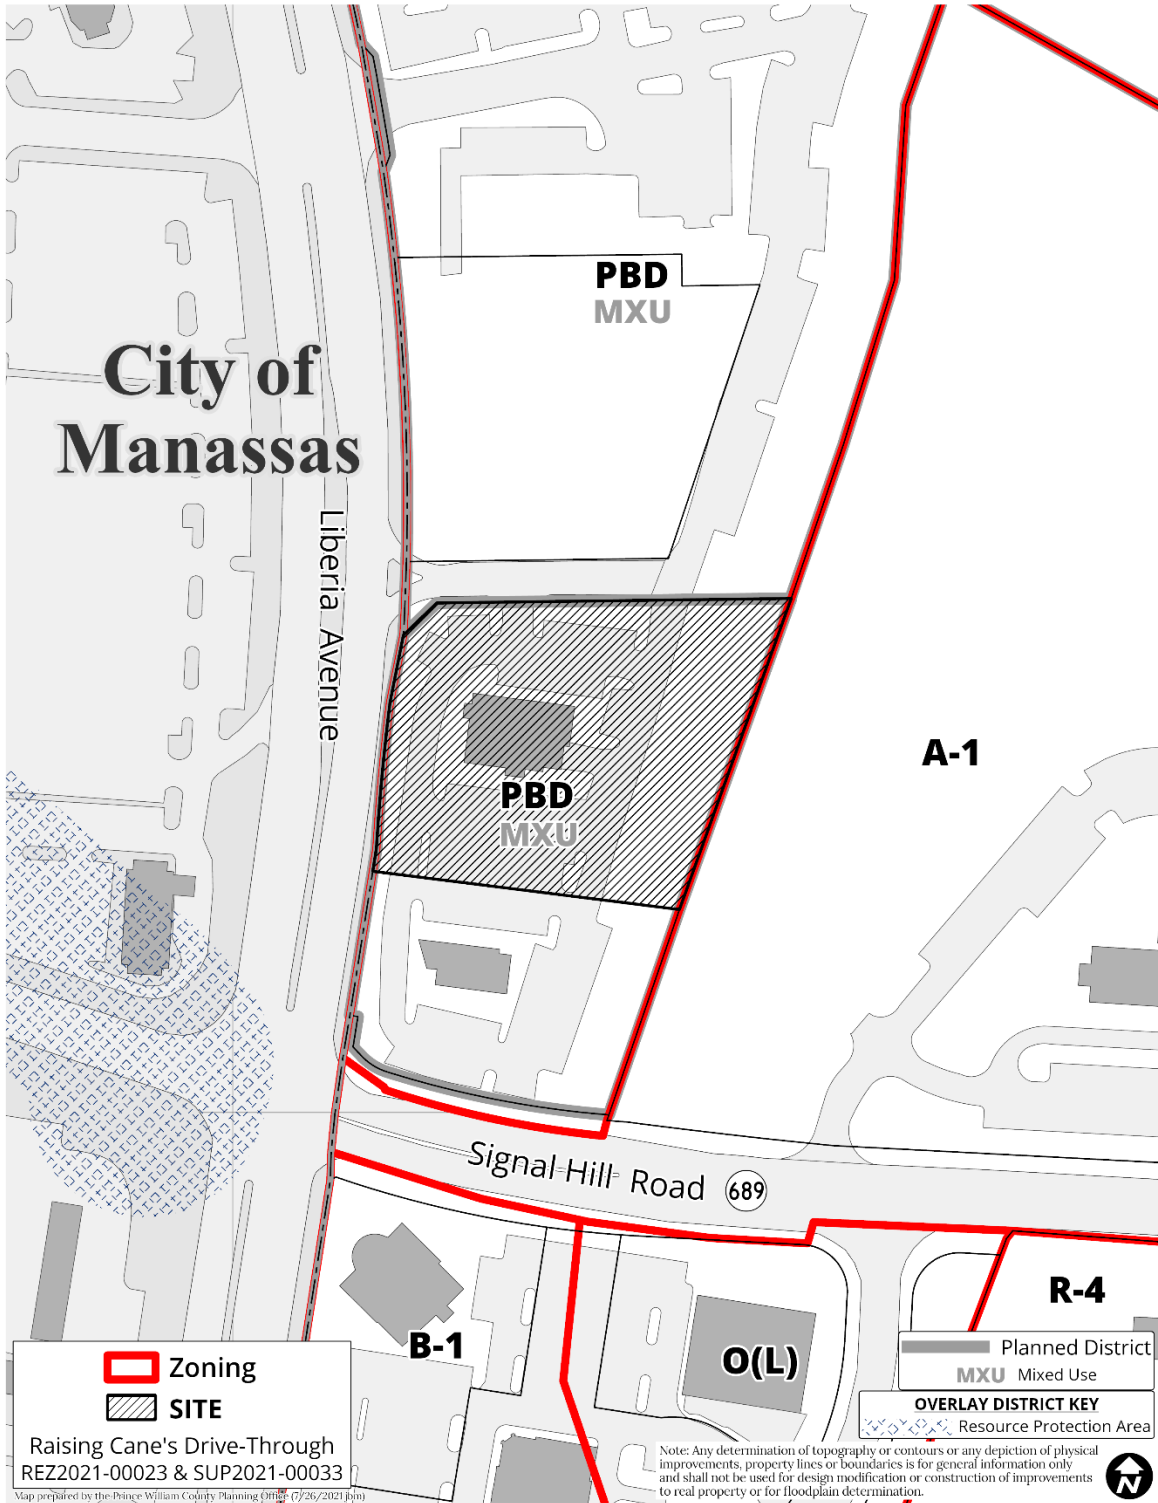 PBD
MXU
City of
Manassas
Liberia Avenue
A-1
PBD
MXU
Signal Hill Road
689
R-4
B-1
O(L)
Zoning
SITE
Raising Cane's Drive-Through
REZ2021-00023 & SUP2021-00033
Map prepared by the Prince William County Planning Office (7/26/2021jbm)
Planned District
MXU Mixed Use
OVERLAY DISTRICT KEY
Resource Protection Area
Note: Any determination of topography or contours or any depiction of physical
improvements, property lines or boundaries is for general information only
and shall not be used for design modification or construction of improvements
to real property or for floodplain determination.
N